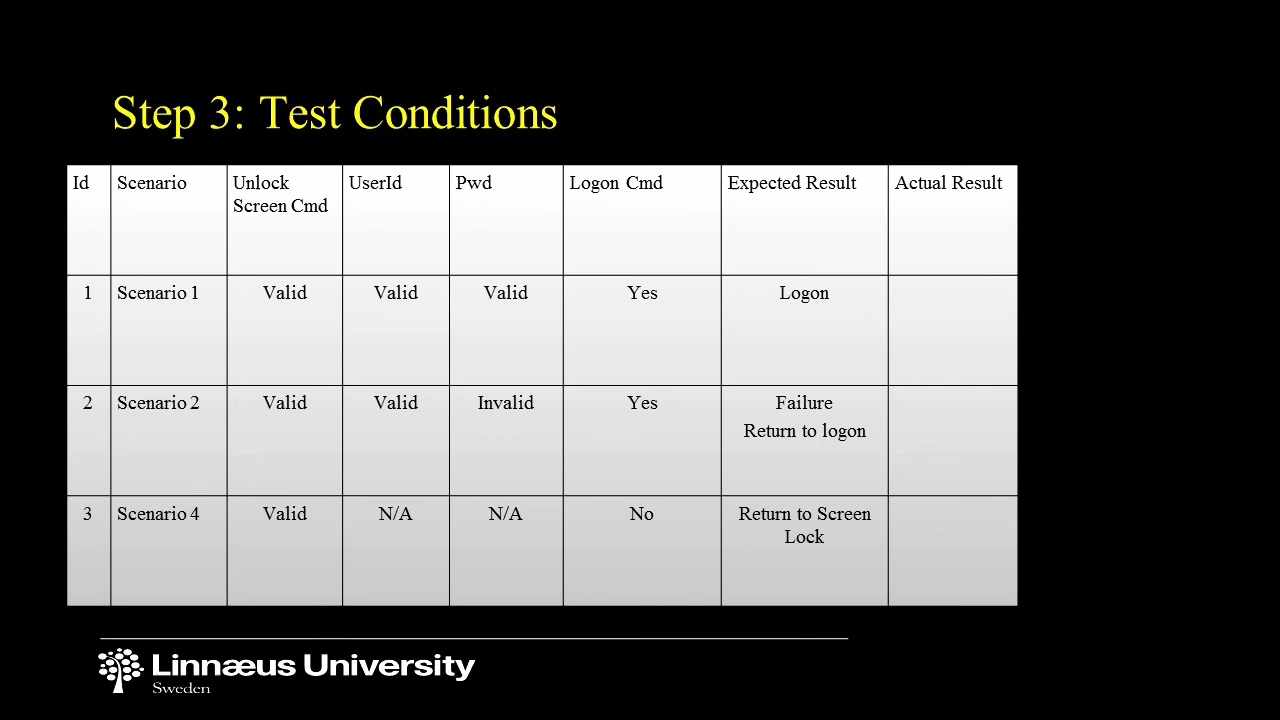 Step 3: Test Conditions
Id Scenario Unlock Screen Cmd UserId Pwd Logon Cmd Expected Result Actual Result
1 Scenario 1 Valid Valid Valid Yes Logon
2 Scenario 2 Valid Valid Invalid Yes Failure Return to logon
3 Scenario 4 Valid N/A N/A No Return to Screen Lock
Linnæus University
Sweden